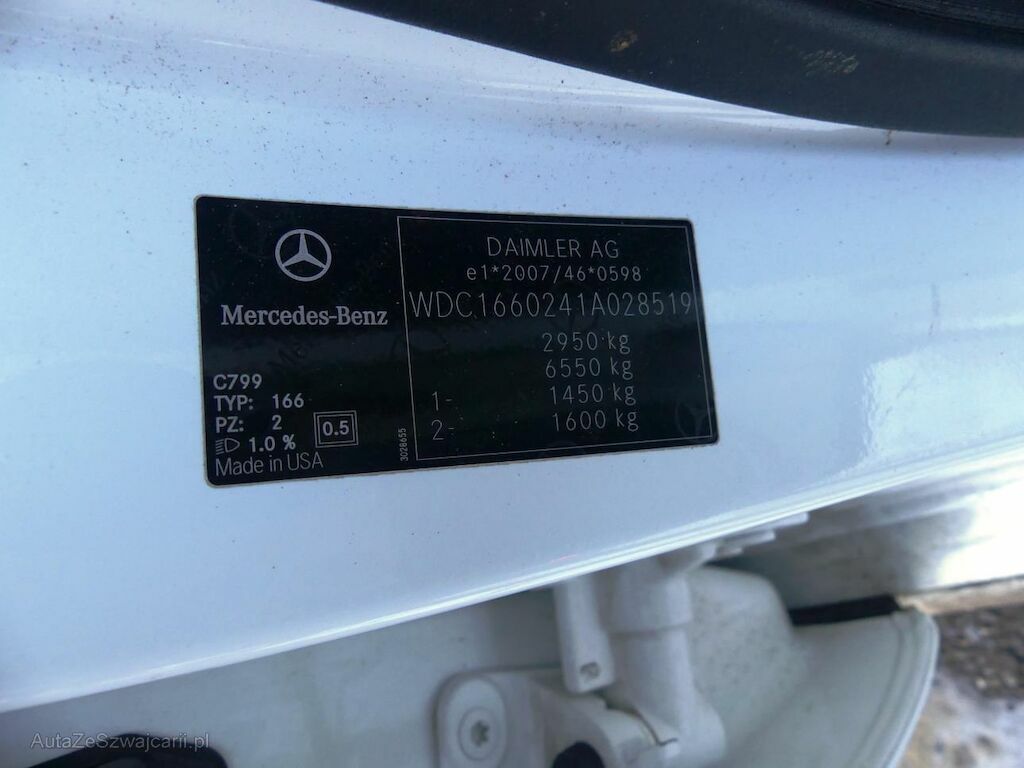 Mercedes-Benz
C799
TYP: 166
PZ: 2
1.0 %
0.5
Made in USA
3028655
DAIMLER AG
e1*2007/46*0598
WDC1660241A028519
2950 kg
6550 kg
1- 1450 kg
2- 1600 kg
AutaZeSzwajcarii.pl